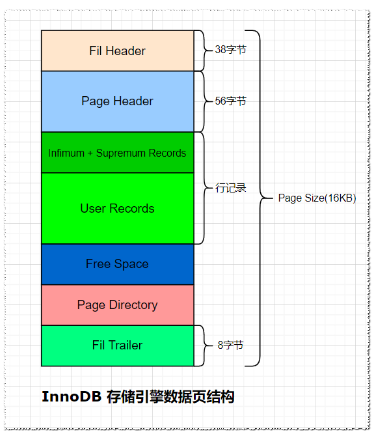 Fil Header
38字节
Page Header
56字节
Infimum + Supremum Records
行记录
User Records
Page Size(16KB)
Free Space
Page Directory
Fil Trailer
8字节
InnoDB 存储引擎数据页结构